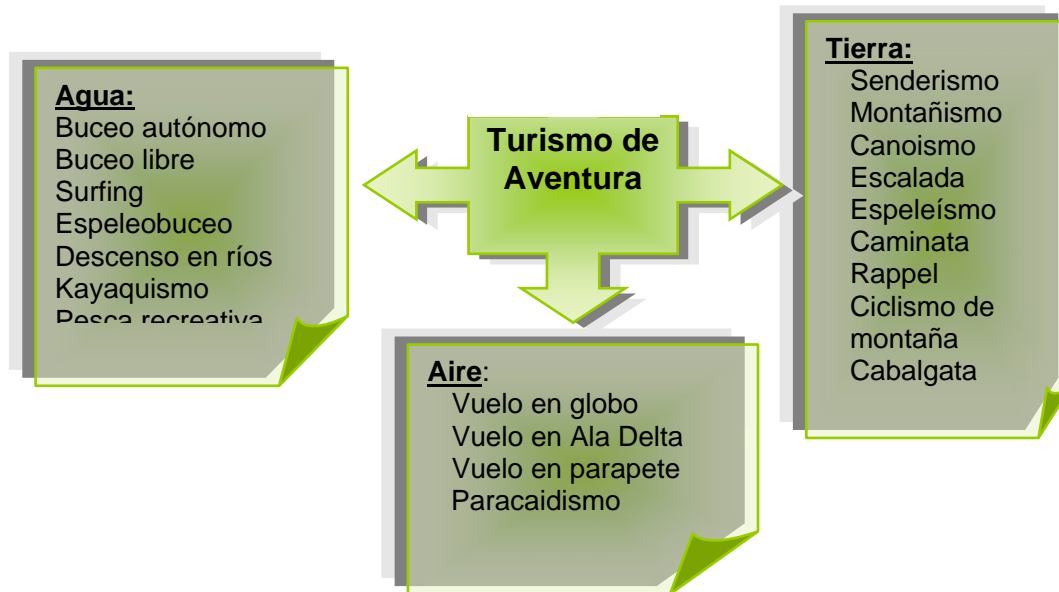 Turismo de
Aventura
Agua:
Buceo autónomo
Buceo libre
Surfing
Espeleobuceo
Descenso en ríos
Kayaquismo
Pesca recreativa
Aire:
Vuelo en globo
Vuelo en Ala Delta
Vuelo en parapete
Paracaidismo
Tierra:
Senderismo
Montañismo
Canoismo
Escalada
Espeleísmo
Caminata
Rappel
Ciclismo de
montaña
Cabalgata